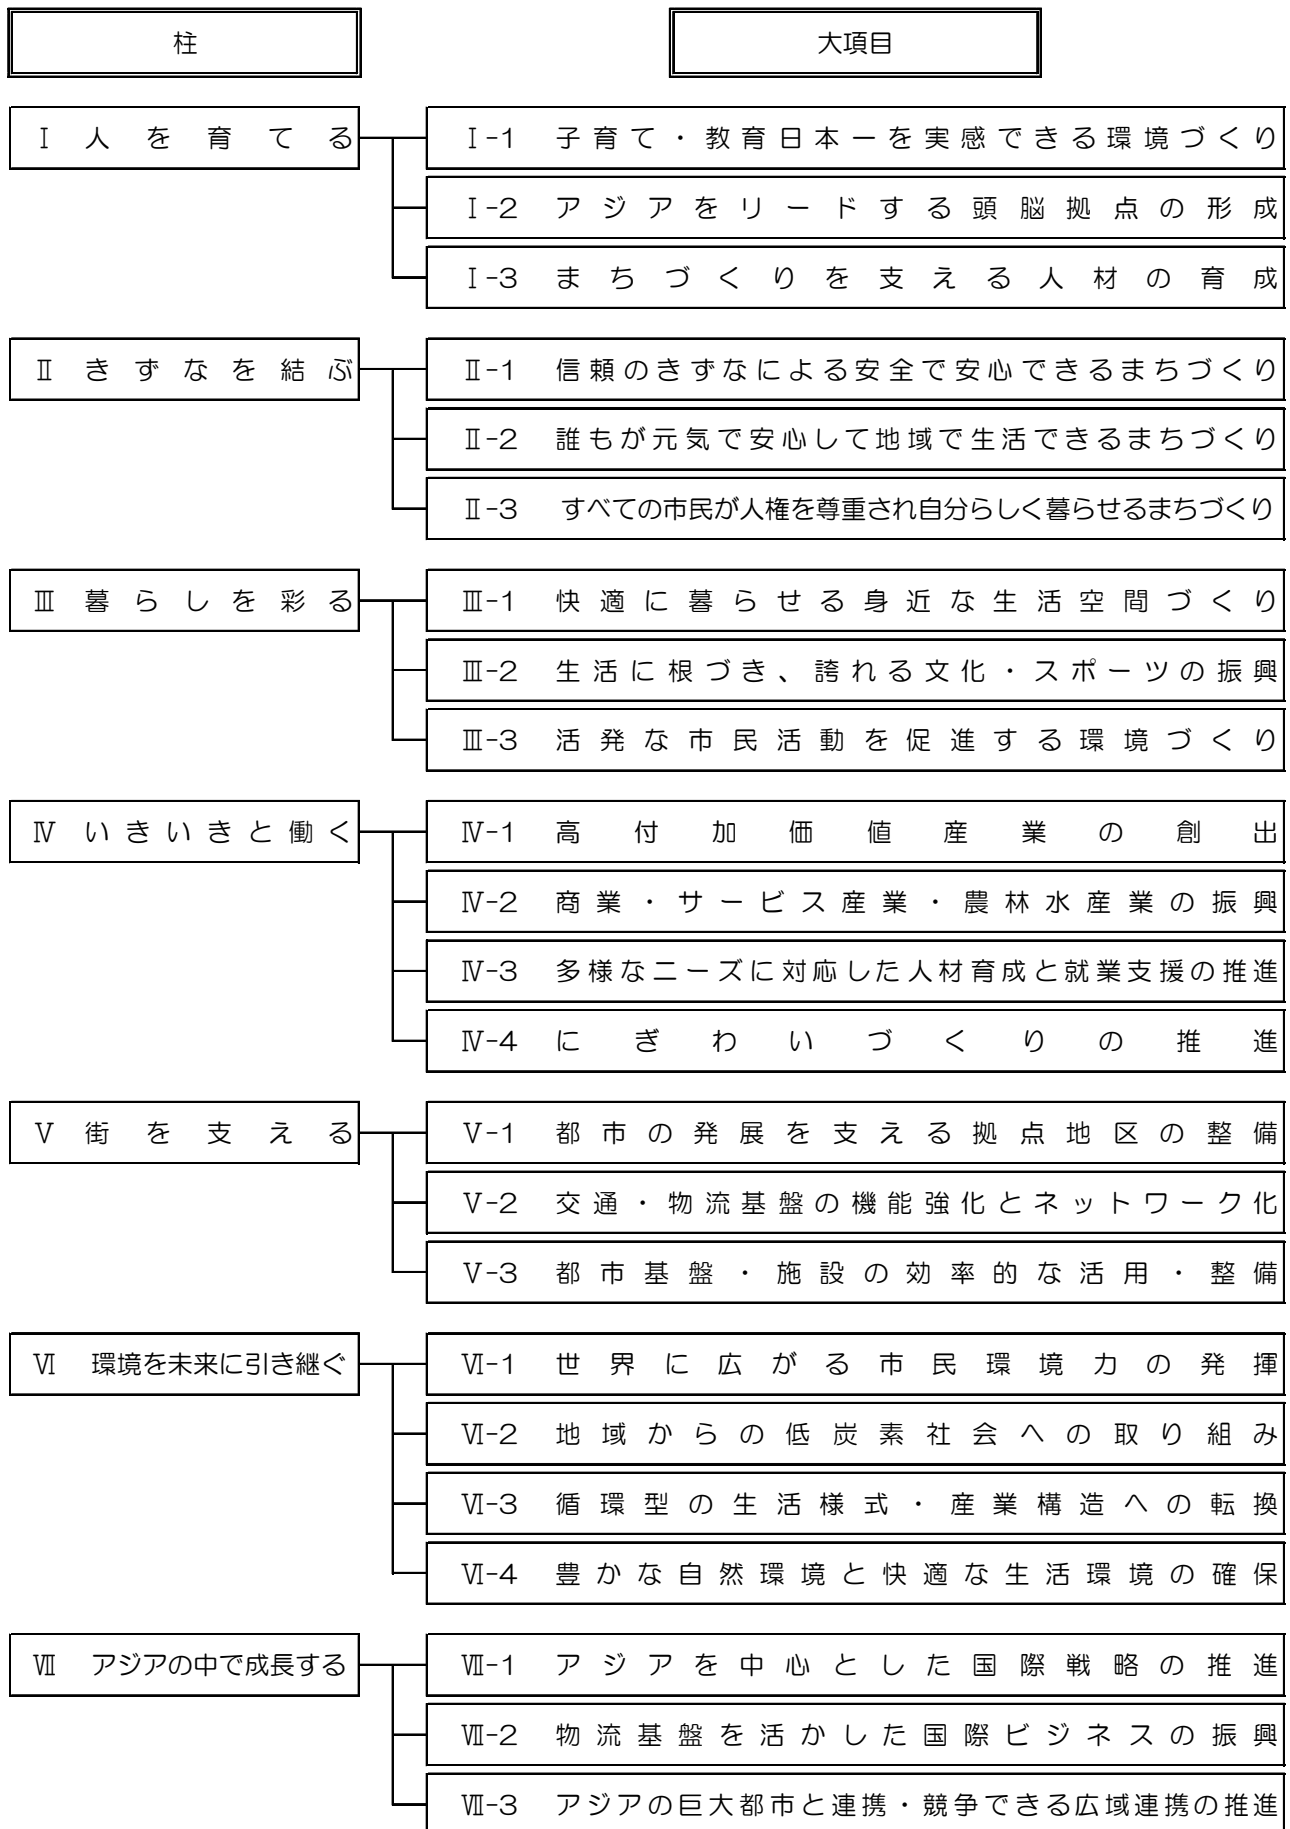 柱
大項目
Ⅰ 人を育てる
Ⅰ-1 子育て・教育日本一を実感できる環境づくり
Ⅰ-2 アジアをリードする頭脳拠点の形成
Ⅰ-3 まちづくりを支える人材の育成
Ⅱ きずなを結ぶ
Ⅱ-1 信頼のきずなによる安全で安心できるまちづくり
Ⅱ-2 誰もが元気で安心して地域で生活できるまちづくり
Ⅱ-3 すべての市民が人権を尊重され自分らしく暮らせるまちづくり
Ⅲ 暮らしを彩る
Ⅲ-1 快適に暮らせる身近な生活空間づくり
Ⅲ-2 生活に根づき、誇れる文化・スポーツの振興
Ⅲ-3 活発な市民活動を促進する環境づくり
Ⅳ いきいきと働く
Ⅳ-1 高付加価値産業の創出
Ⅳ-2 商業・サービス産業・農林水産業の振興
Ⅳ-3 多様なニーズに対応した人材育成と就業支援の推進
Ⅳ-4 にぎわいづくりの推進
Ⅴ 街を支える
Ⅴ-1 都市の発展を支える拠点地区の整備
Ⅴ-2 交通・物流基盤の機能強化とネットワーク化
Ⅴ-3 都市基盤・施設の効率的な活用・整備
Ⅵ 環境を未来に引き継ぐ
Ⅵ-1 世界に広がる市民環境力の発揮
Ⅵ-2 地域からの低炭素社会への取り組み
Ⅵ-3 循環型の生活様式・産業構造への転換
Ⅵ-4 豊かな自然環境と快適な生活環境の確保
Ⅶ アジアの中で成長する
Ⅶ-1 アジアを中心とした国際戦略の推進
Ⅶ-2 物流基盤を活かした国際ビジネスの振興
Ⅶ-3 アジアの巨大都市と連携・競争できる広域連携の推進